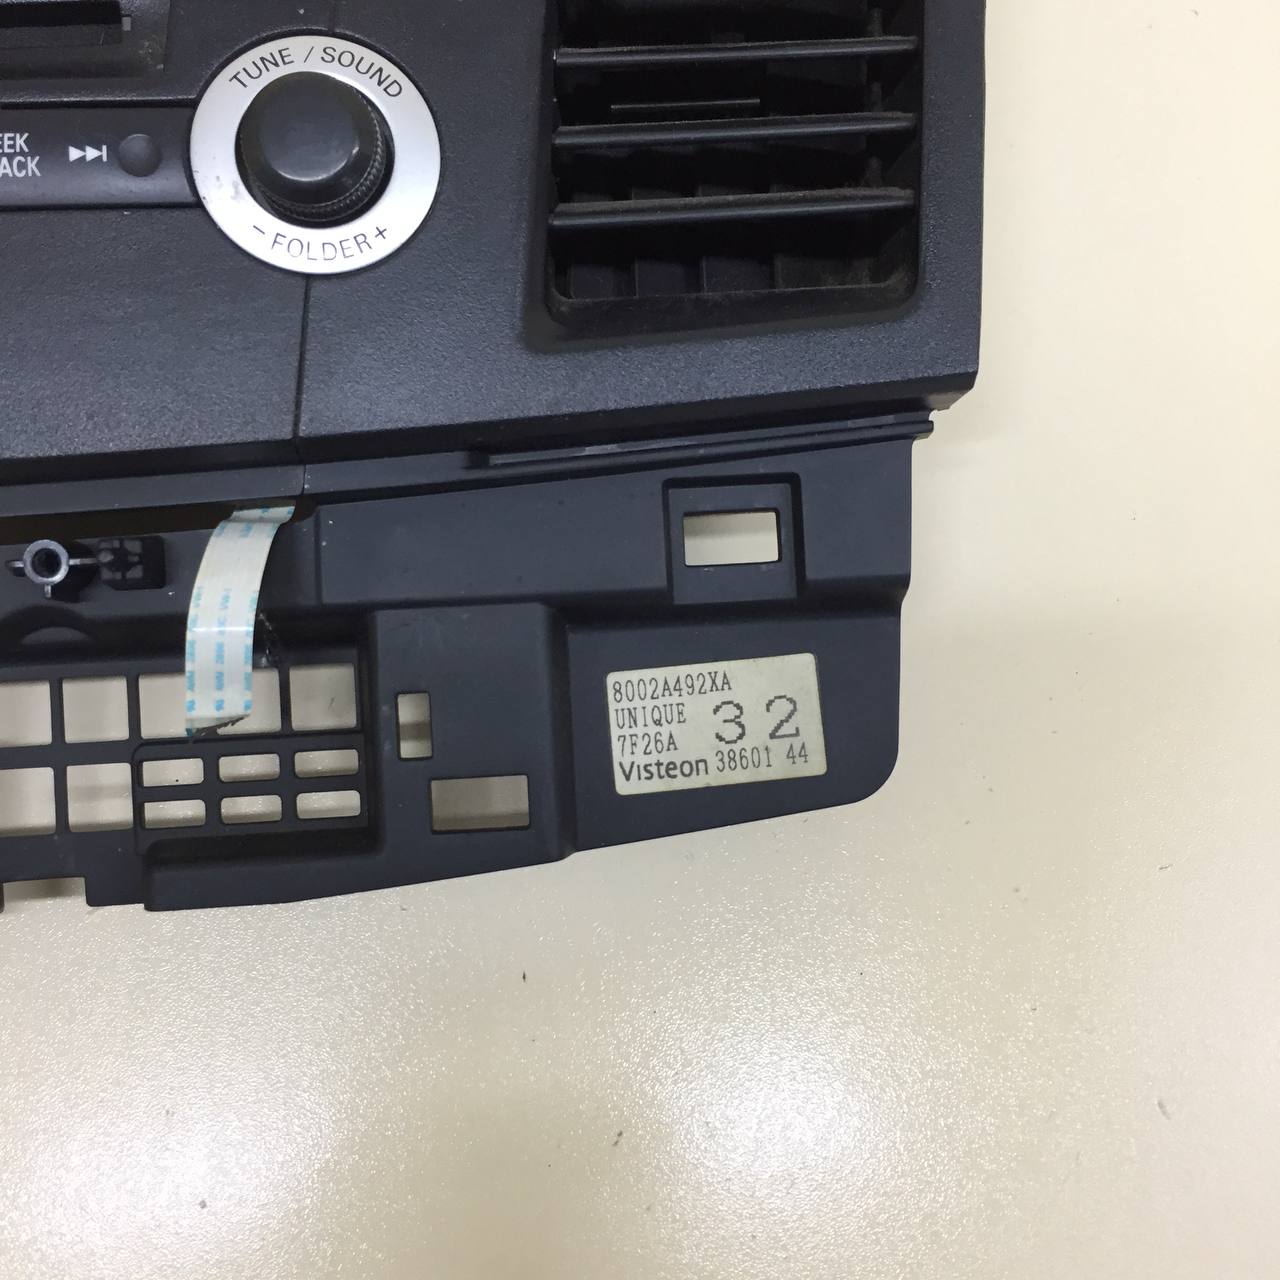 TUNE / SOUND
EEK
ACK
- FOLDER +
8002A492XA
UNIQUE
7F26A
32
Visteon 38601 44